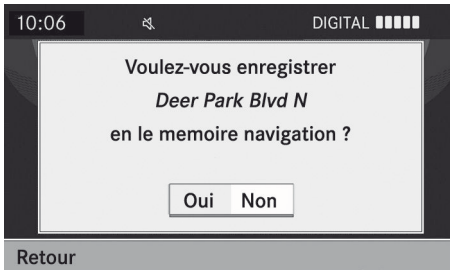 10:06 DIGITAL
Voulez-vous enregistrer
Deer Park Blvd N
en le memoire navigation ?
Oui Non
Retour